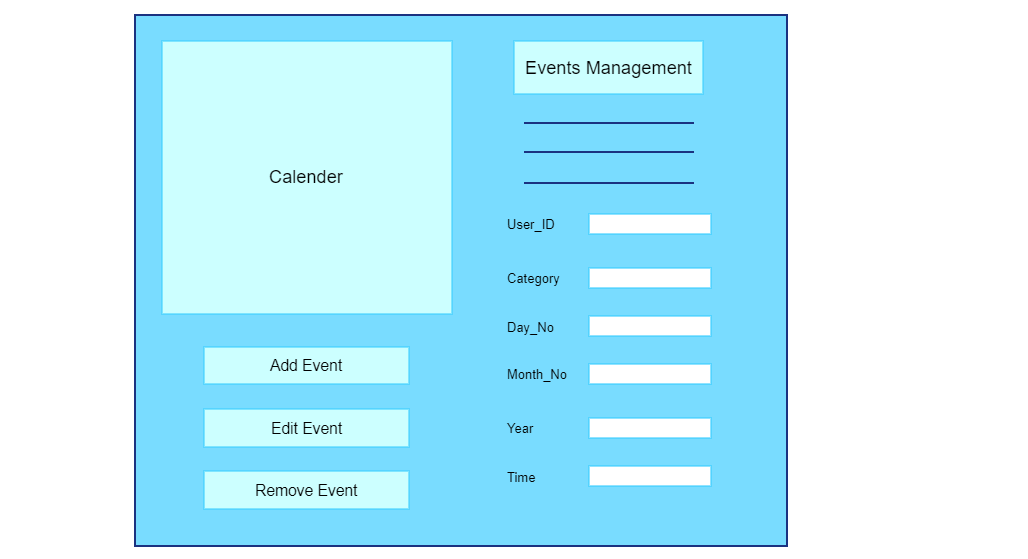 Calender
Add Event
Edit Event
Remove Event
Events Management
User_ID
Category
Day_No
Month_No
Year
Time